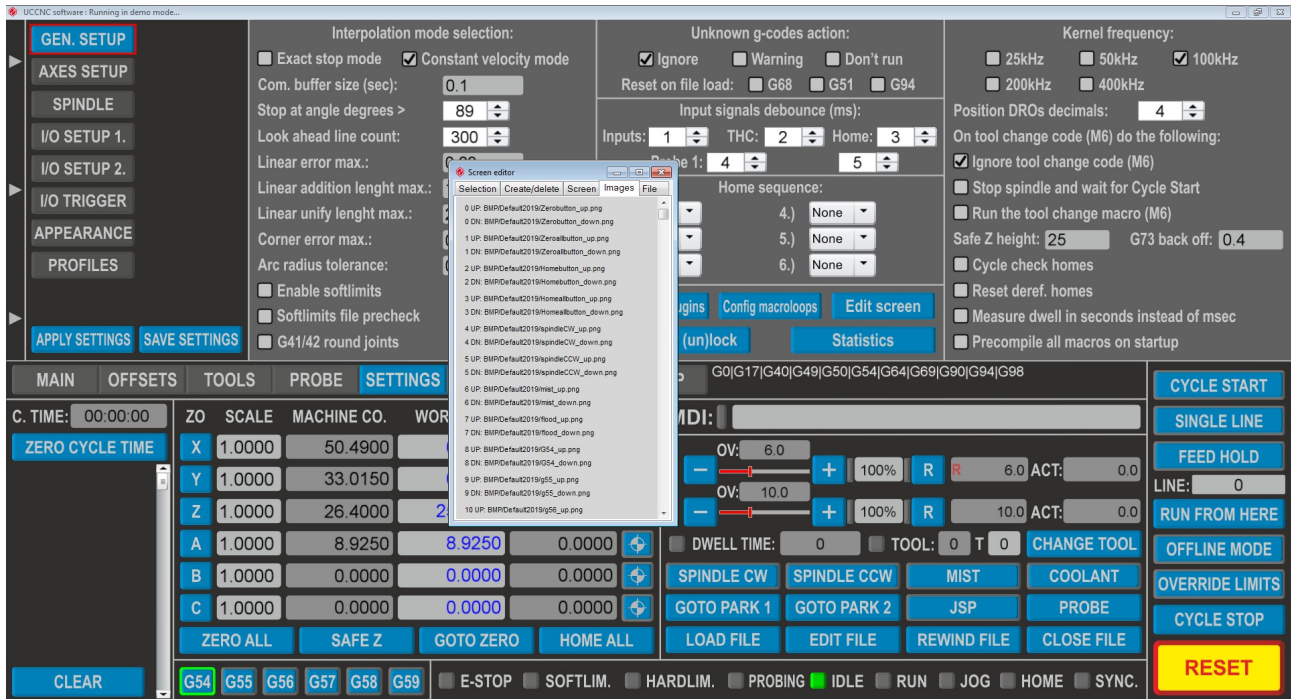 UCCNC software : Running in demo mode...
GEN. SETUP
AXES SETUP
SPINDLE
I/O SETUP 1.
I/O SETUP 2.
I/O TRIGGER
APPEARANCE
PROFILES
APPLY SETTINGS
SAVE SETTINGS
Interpolation mode selection:
Exact stop mode
Constant velocity mode
Com. buffer size (sec):
0.1
Stop at angle degrees >
89
Look ahead line count:
300
Linear error max.:
Linear addition lenght max.:
Linear unify lenght max.:
Corner error max.:
Arc radius tolerance:
Enable softlimits
Softlimits file precheck
G41/42 round joints
Unknown g-codes action:
Ignore
Warning
Don't run
Reset on file load:
G68
G51
G94
Input signals debounce (ms):
Inputs:
1
THC:
2
Home:
3
Probe 1:
4
5
Home sequence:
4.)
None
5.)
None
6.)
None
Config macroloops
Edit screen
(un)lock
Statistics
Kernel frequency:
25kHz
50kHz
100kHz
200kHz
400kHz
Position DROs decimals:
4
On tool change code (M6) do the following:
Ignore tool change code (M6)
Stop spindle and wait for Cycle Start
Run the tool change macro (M6)
Safe Z height:
25
G73 back off:
0.4
Cycle check homes
Reset deref. homes
Measure dwell in seconds instead of msec
Precompile all macros on startup
Screen editor
Selection
Create/delete
Screen
Images
File
0 UP: BMP/Default2019/Zerobutton_up.png
0 DN: BMP/Default2019/Zerobutton_down.png
1 UP: BMP/Default2019/Zeroallbutton_up.png
1 DN: BMP/Default2019/Zeroallbutton_down.png
2 UP: BMP/Default2019/Homebutton_up.png
2 DN: BMP/Default2019/Homebutton_down.png
3 UP: BMP/Default2019/Homeallbutton_up.png
3 DN: BMP/Default2019/Homeallbutton_down.png
4 UP: BMP/Default2019/spindleCW_up.png
4 DN: BMP/Default2019/spindleCW_down.png
5 UP: BMP/Default2019/spindleCCW_up.png
5 DN: BMP/Default2019/spindleCCW_down.png
6 UP: BMP/Default2019/mist_up.png
6 DN: BMP/Default2019/mist_down.png
7 UP: BMP/Default2019/flood_up.png
7 DN: BMP/Default2019/flood_down.png
8 UP: BMP/Default2019/G54_up.png
8 DN: BMP/Default2019/G54_down.png
9 UP: BMP/Default2019/g55_up.png
9 DN: BMP/Default2019/g55_down.png
10 UP: BMP/Default2019/g56_up.png
MAIN
OFFSETS
TOOLS
PROBE
SETTINGS
G0|G17|G40|G49|G50|G54|G64|G69|G90|G94|G98
C. TIME:
00:00:00
ZERO CYCLE TIME
CLEAR
ZO
SCALE
MACHINE CO.
X
1.0000
50.4900
Y
1.0000
33.0150
Z
1.0000
26.4000
A
1.0000
8.9250
8.9250
0.0000
B
1.0000
0.0000
0.0000
0.0000
C
1.0000
0.0000
0.0000
0.0000
ZERO ALL
SAFE Z
GOTO ZERO
HOME ALL
G54
G55
G56
G57
G58
G59
MDI:
OV:
6.0
−
+
100%
R
R
6.0
ACT:
0.0
OV:
10.0
−
+
100%
R
10.0
ACT:
0.0
DWELL TIME:
0
TOOL:
0
T
0
CHANGE TOOL
SPINDLE CW
SPINDLE CCW
MIST
COOLANT
GOTO PARK 1
GOTO PARK 2
JSP
PROBE
LOAD FILE
EDIT FILE
REWIND FILE
CLOSE FILE
E-STOP
SOFTLIM.
HARDLIM.
PROBING
IDLE
RUN
JOG
HOME
SYNC.
CYCLE START
SINGLE LINE
FEED HOLD
LINE:
0
RUN FROM HERE
OFFLINE MODE
OVERRIDE LIMITS
CYCLE STOP
RESET